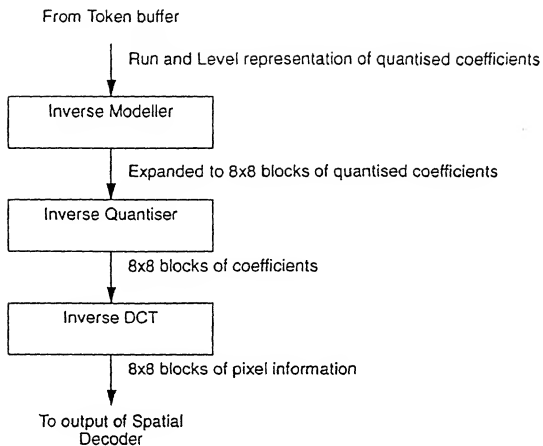 From Token buffer
Run and Level representation of quantised coefficients
Inverse Modeller
Expanded to 8x8 blocks of quantised coefficients
Inverse Quantiser
8x8 blocks of coefficients
Inverse DCT
8x8 blocks of pixel information
To output of Spatial
Decoder